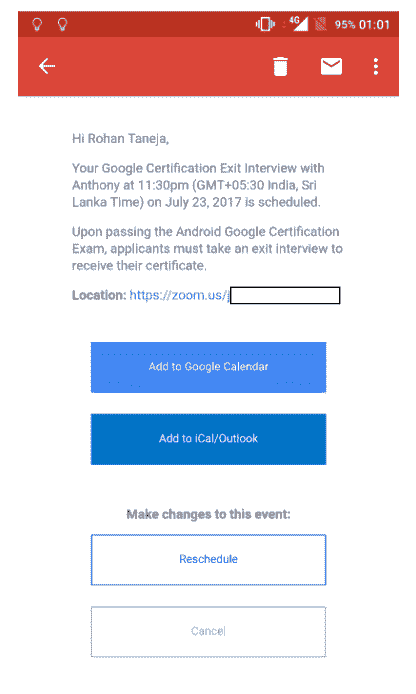 4G 95% 01:01
Hi Rohan Taneja,
Your Google Certification Exit Interview with
Anthony at 11:30pm (GMT+05:30 India, Sri
Lanka Time) on July 23, 2017 is scheduled.
Upon passing the Android Google Certification
Exam, applicants must take an exit interview to
receive their certificate.
Location: https://zoom.us/j
Add to Google Calendar
Add to iCal/Outlook
Make changes to this event:
Reschedule
Cancel